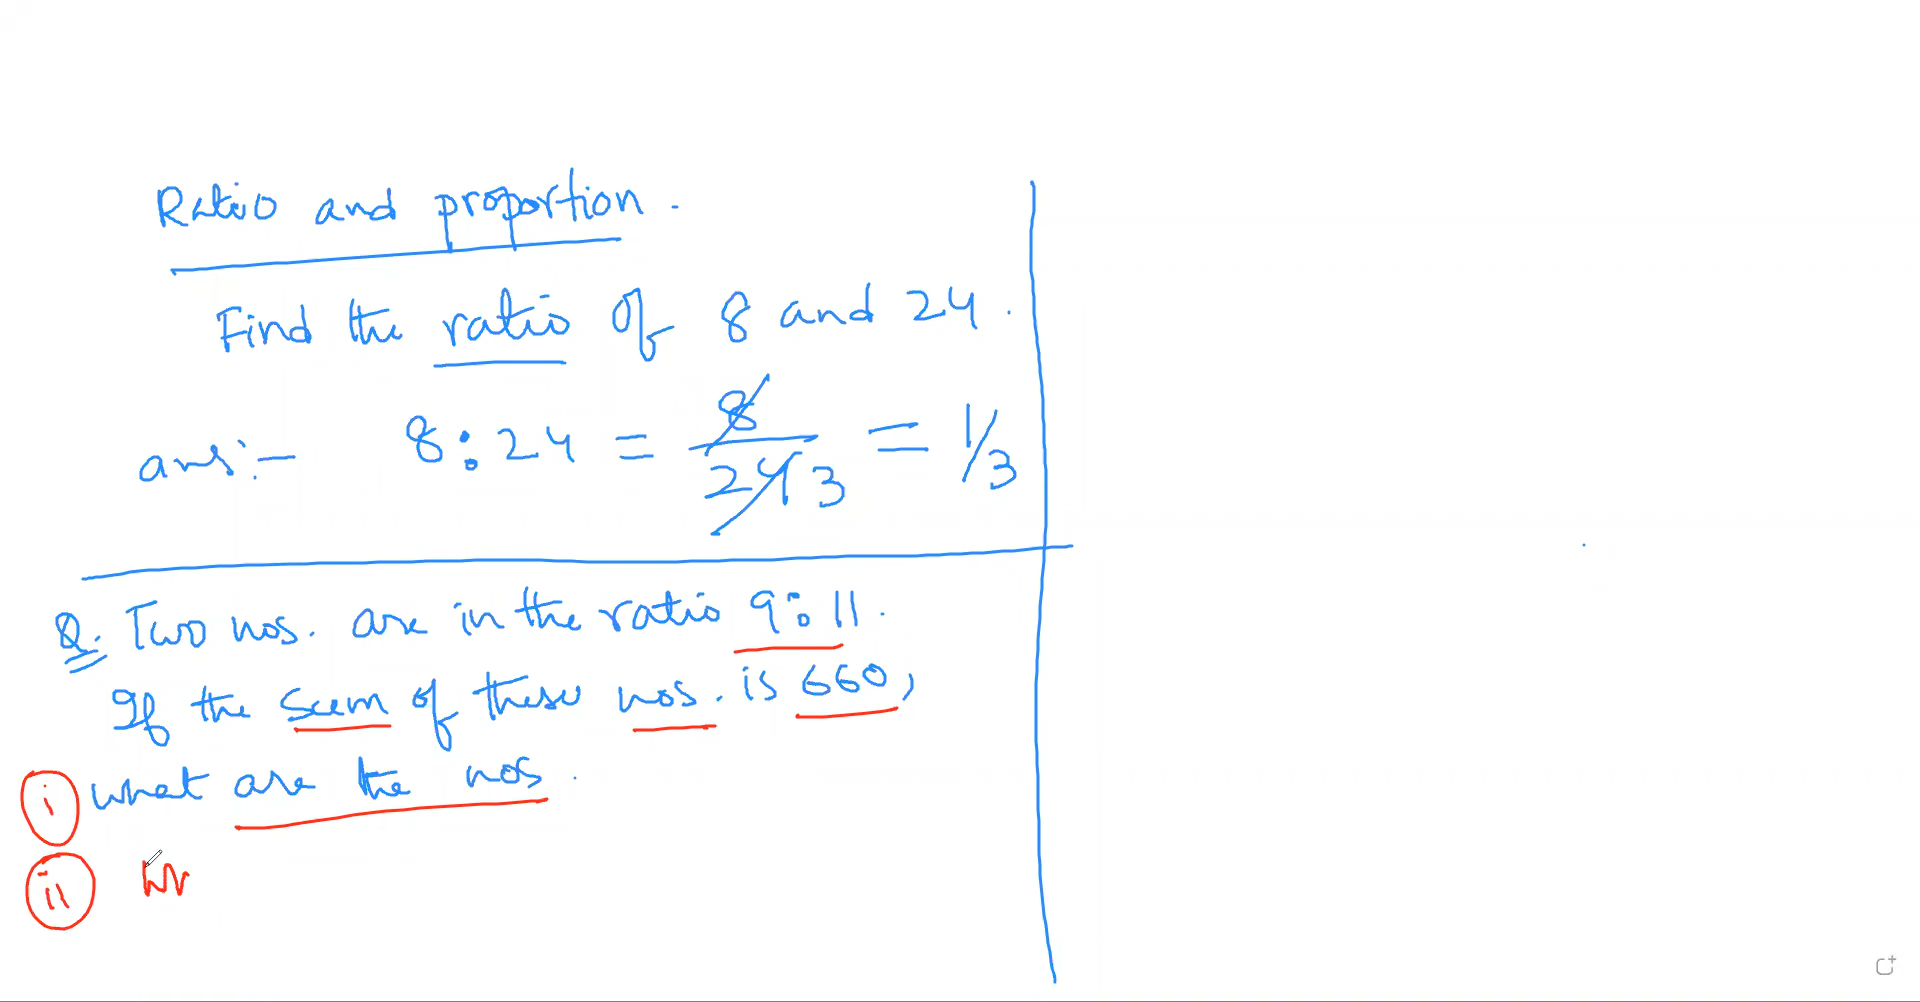 Ratio and proportion.
Find the ratio of 8 and 24.
ans:- 8:24 = 8/24 3 = 1/3
Q. Two nos. are in the ratio 9:11.
If the sum of these nos. is 660,
i what are the nos.
ii